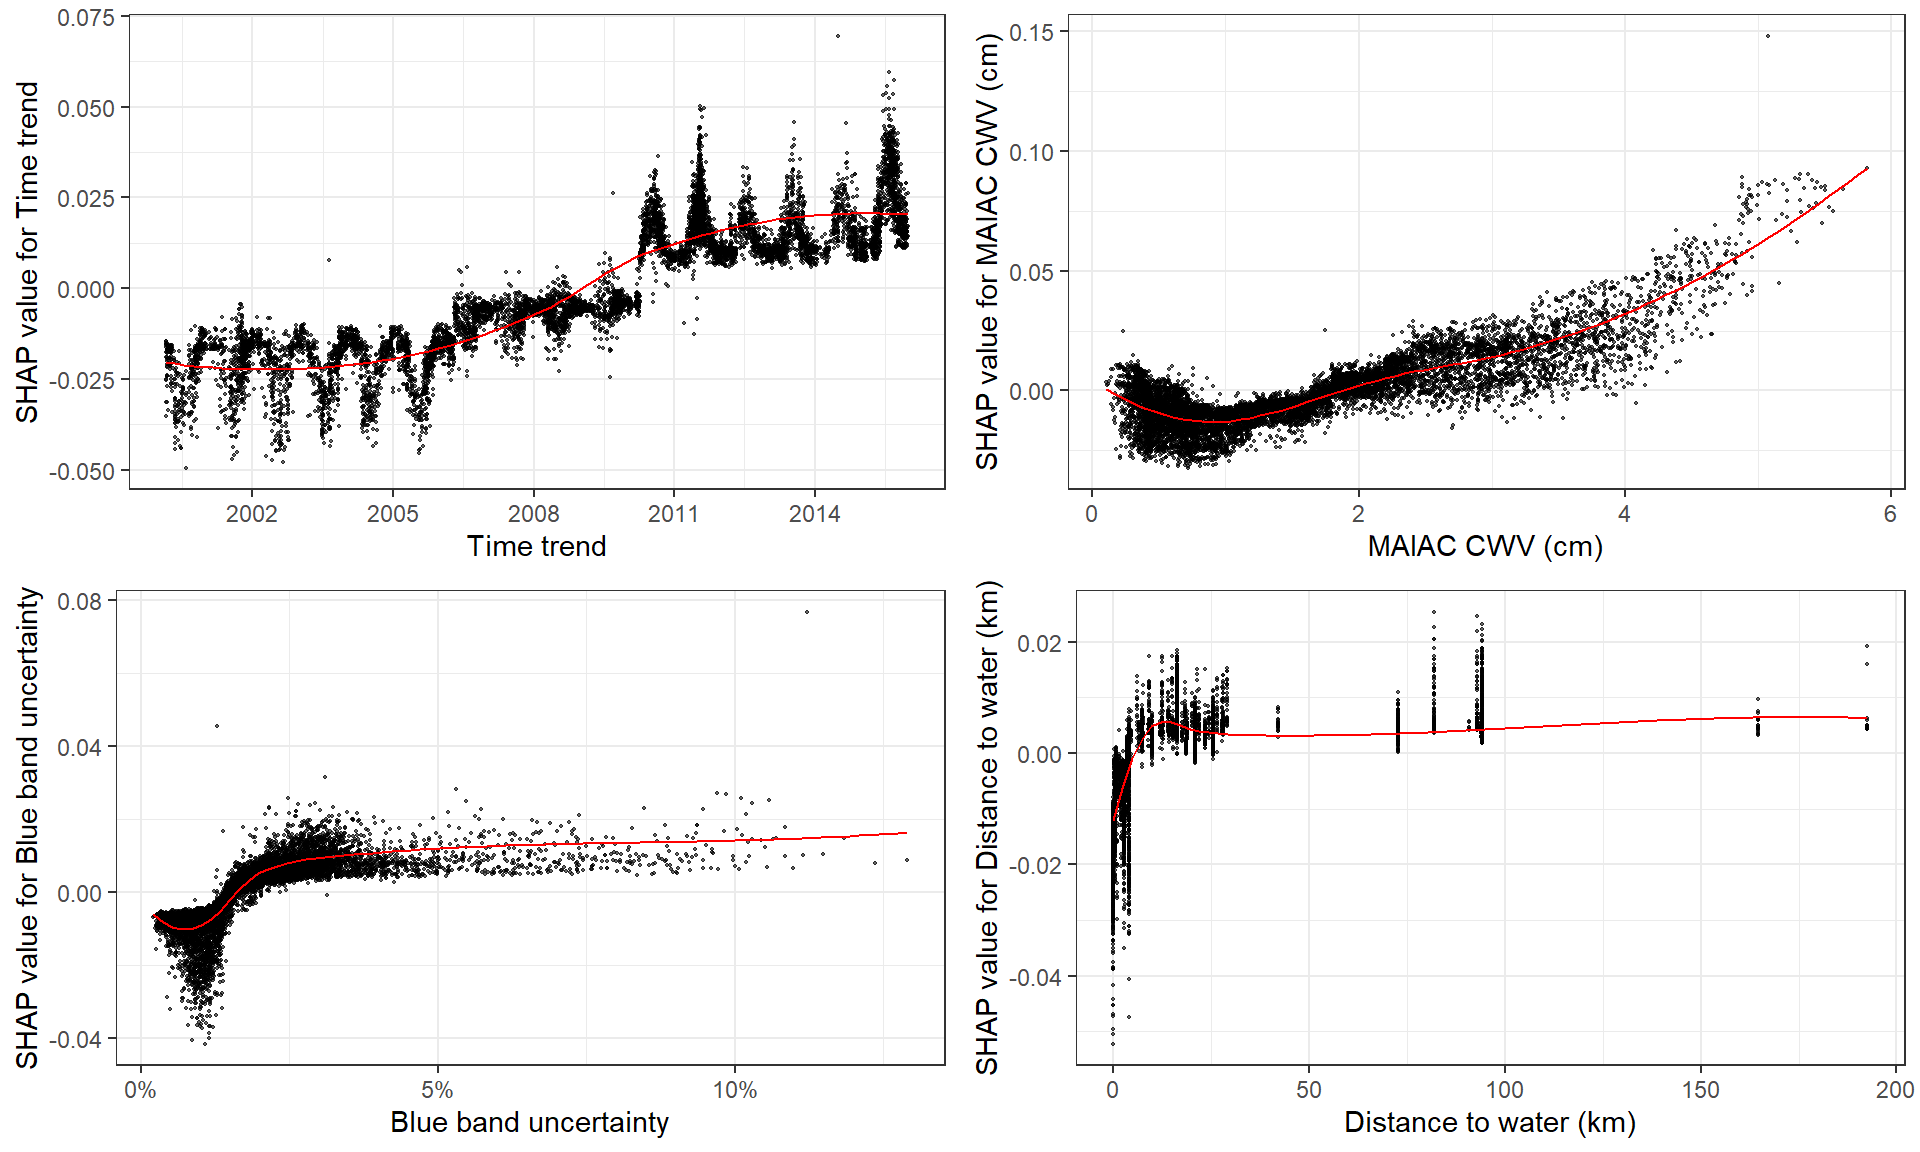 SHAP value for Time trend
0.075
0.050
0.025
0.000
-0.025
-0.050
2002 2005 2008 2011 2014
Time trend
SHAP value for MAIAC CWV (cm)
0.15
0.10
0.05
0.00
0 2 4 6
MAIAC CWV (cm)
SHAP value for Blue band uncertainty
0.08
0.04
0.00
-0.04
0% 5% 10%
Blue band uncertainty
SHAP value for Distance to water (km)
0.02
0.00
-0.02
-0.04
0 50 100 150 200
Distance to water (km)